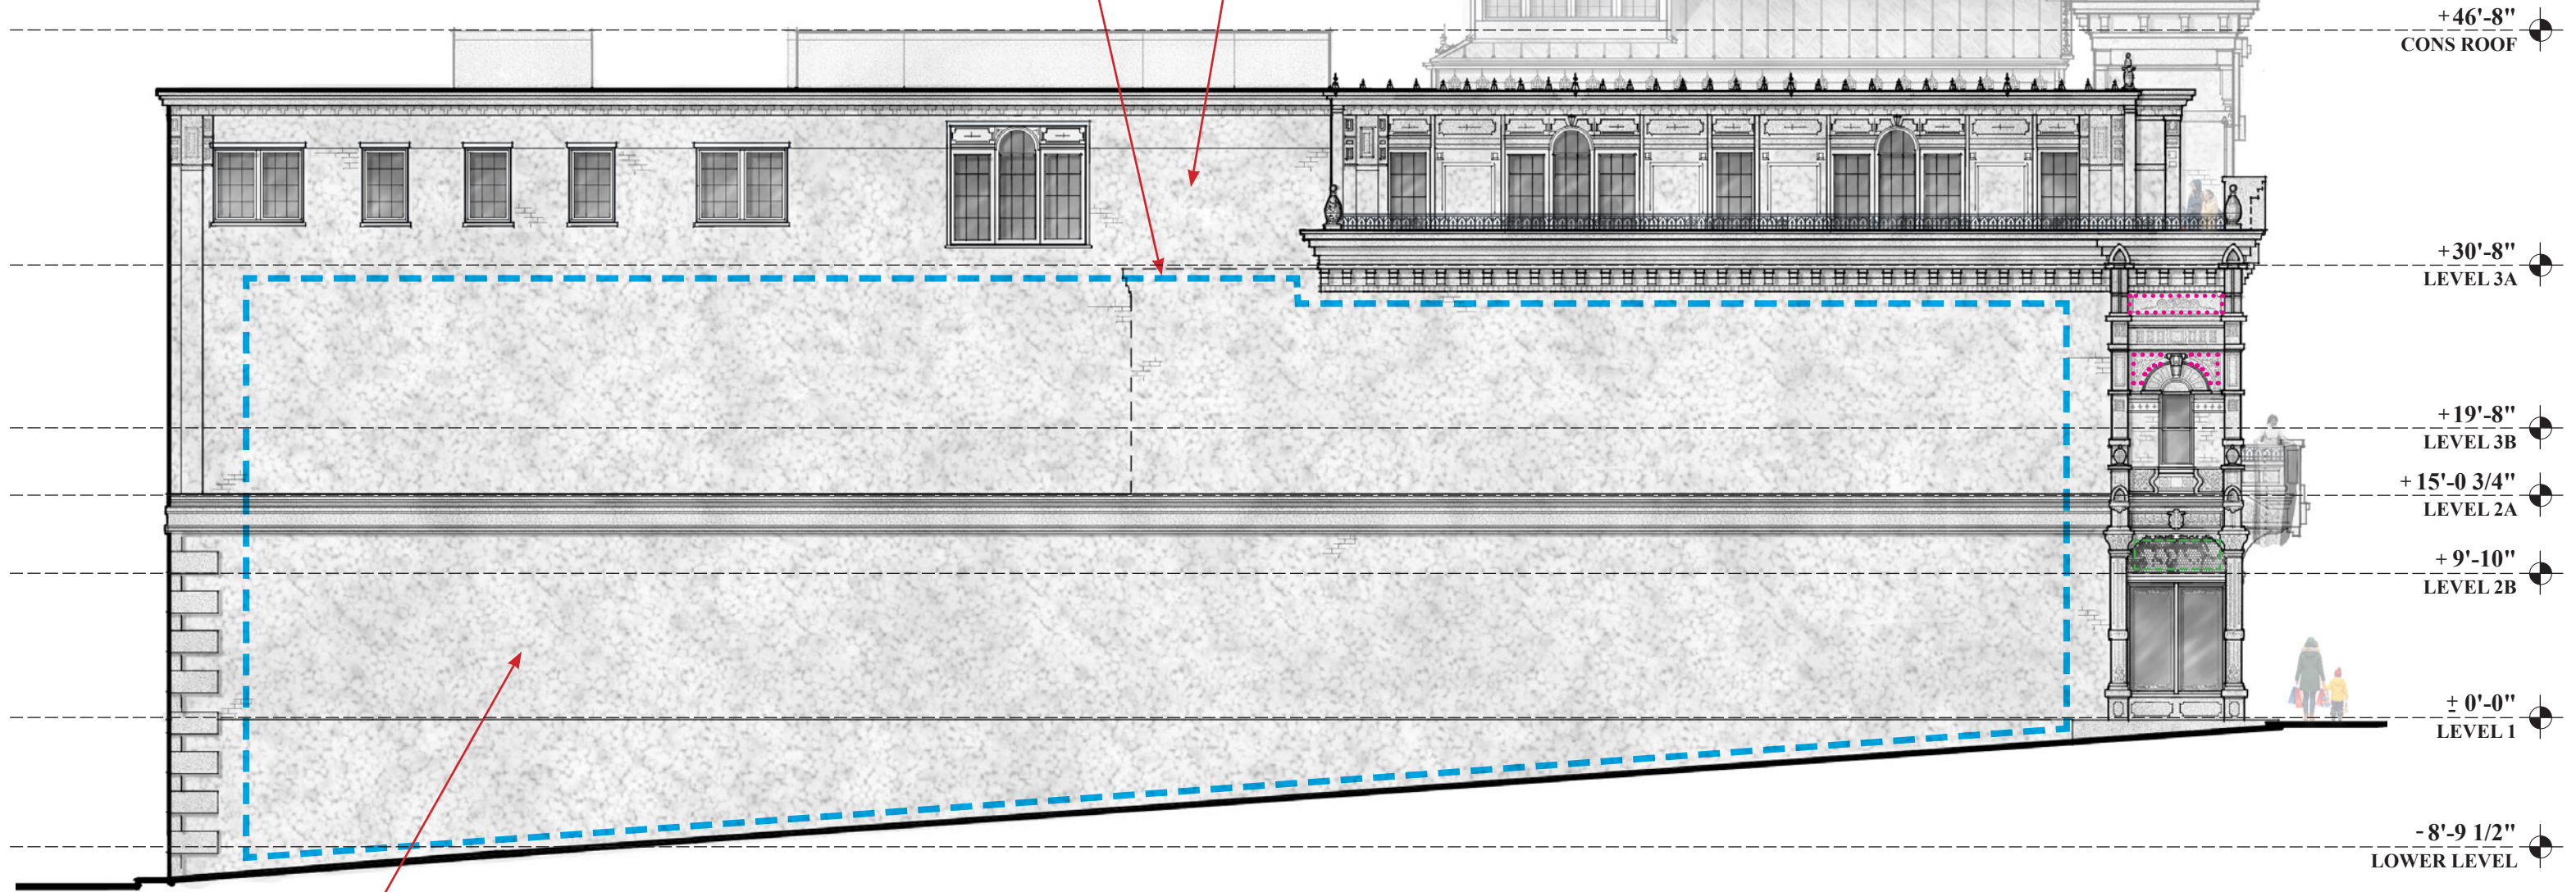 +46'-8"
CONS ROOF
+30'-8"
LEVEL 3A
+19'-8"
LEVEL 3B
+15'-0 3/4"
LEVEL 2A
+9'-10"
LEVEL 2B
± 0'-0"
LEVEL 1
-8'-9 1/2"
LOWER LEVEL